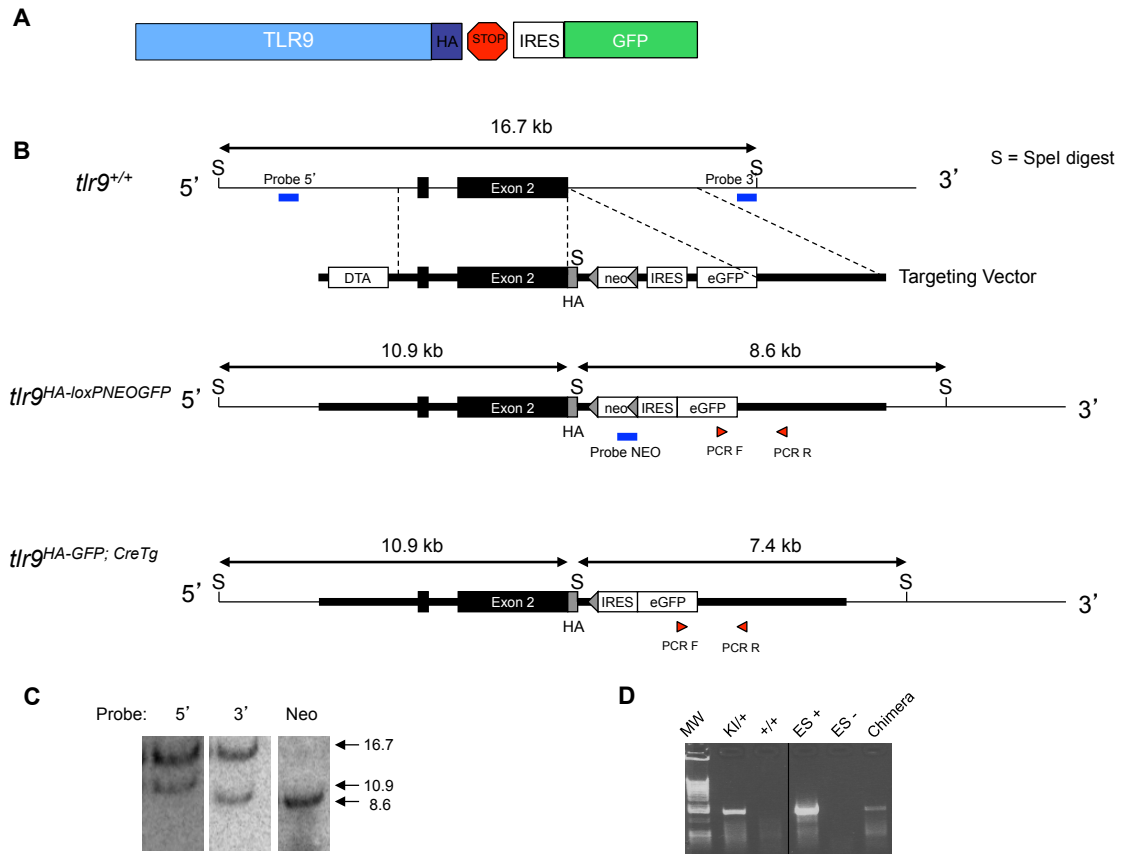 A
TLR9 HA STOP IRES GFP
B
16.7 kb
S = SpeI digest
S S
tlr9+/+ 5’ Probe 5’ Exon 2 Probe 3’ 3’
S
DTA Exon 2 neo IRES eGFP Targeting Vector
HA
10.9 kb 8.6 kb
S S S
tlr9HA-loxPNEOGFP 5’ Exon 2 neo IRES eGFP 3’
HA
Probe NEO PCR F PCR R
10.9 kb 7.4 kb
tlr9HA-GFP; CreTg
S S S
5’ Exon 2 IRES eGFP 3’
HA
PCR F PCR R
C
Probe: 5’ 3’ Neo
16.7
10.9
8.6
D
MW KI/+ +/+ ES + ES - Chimera